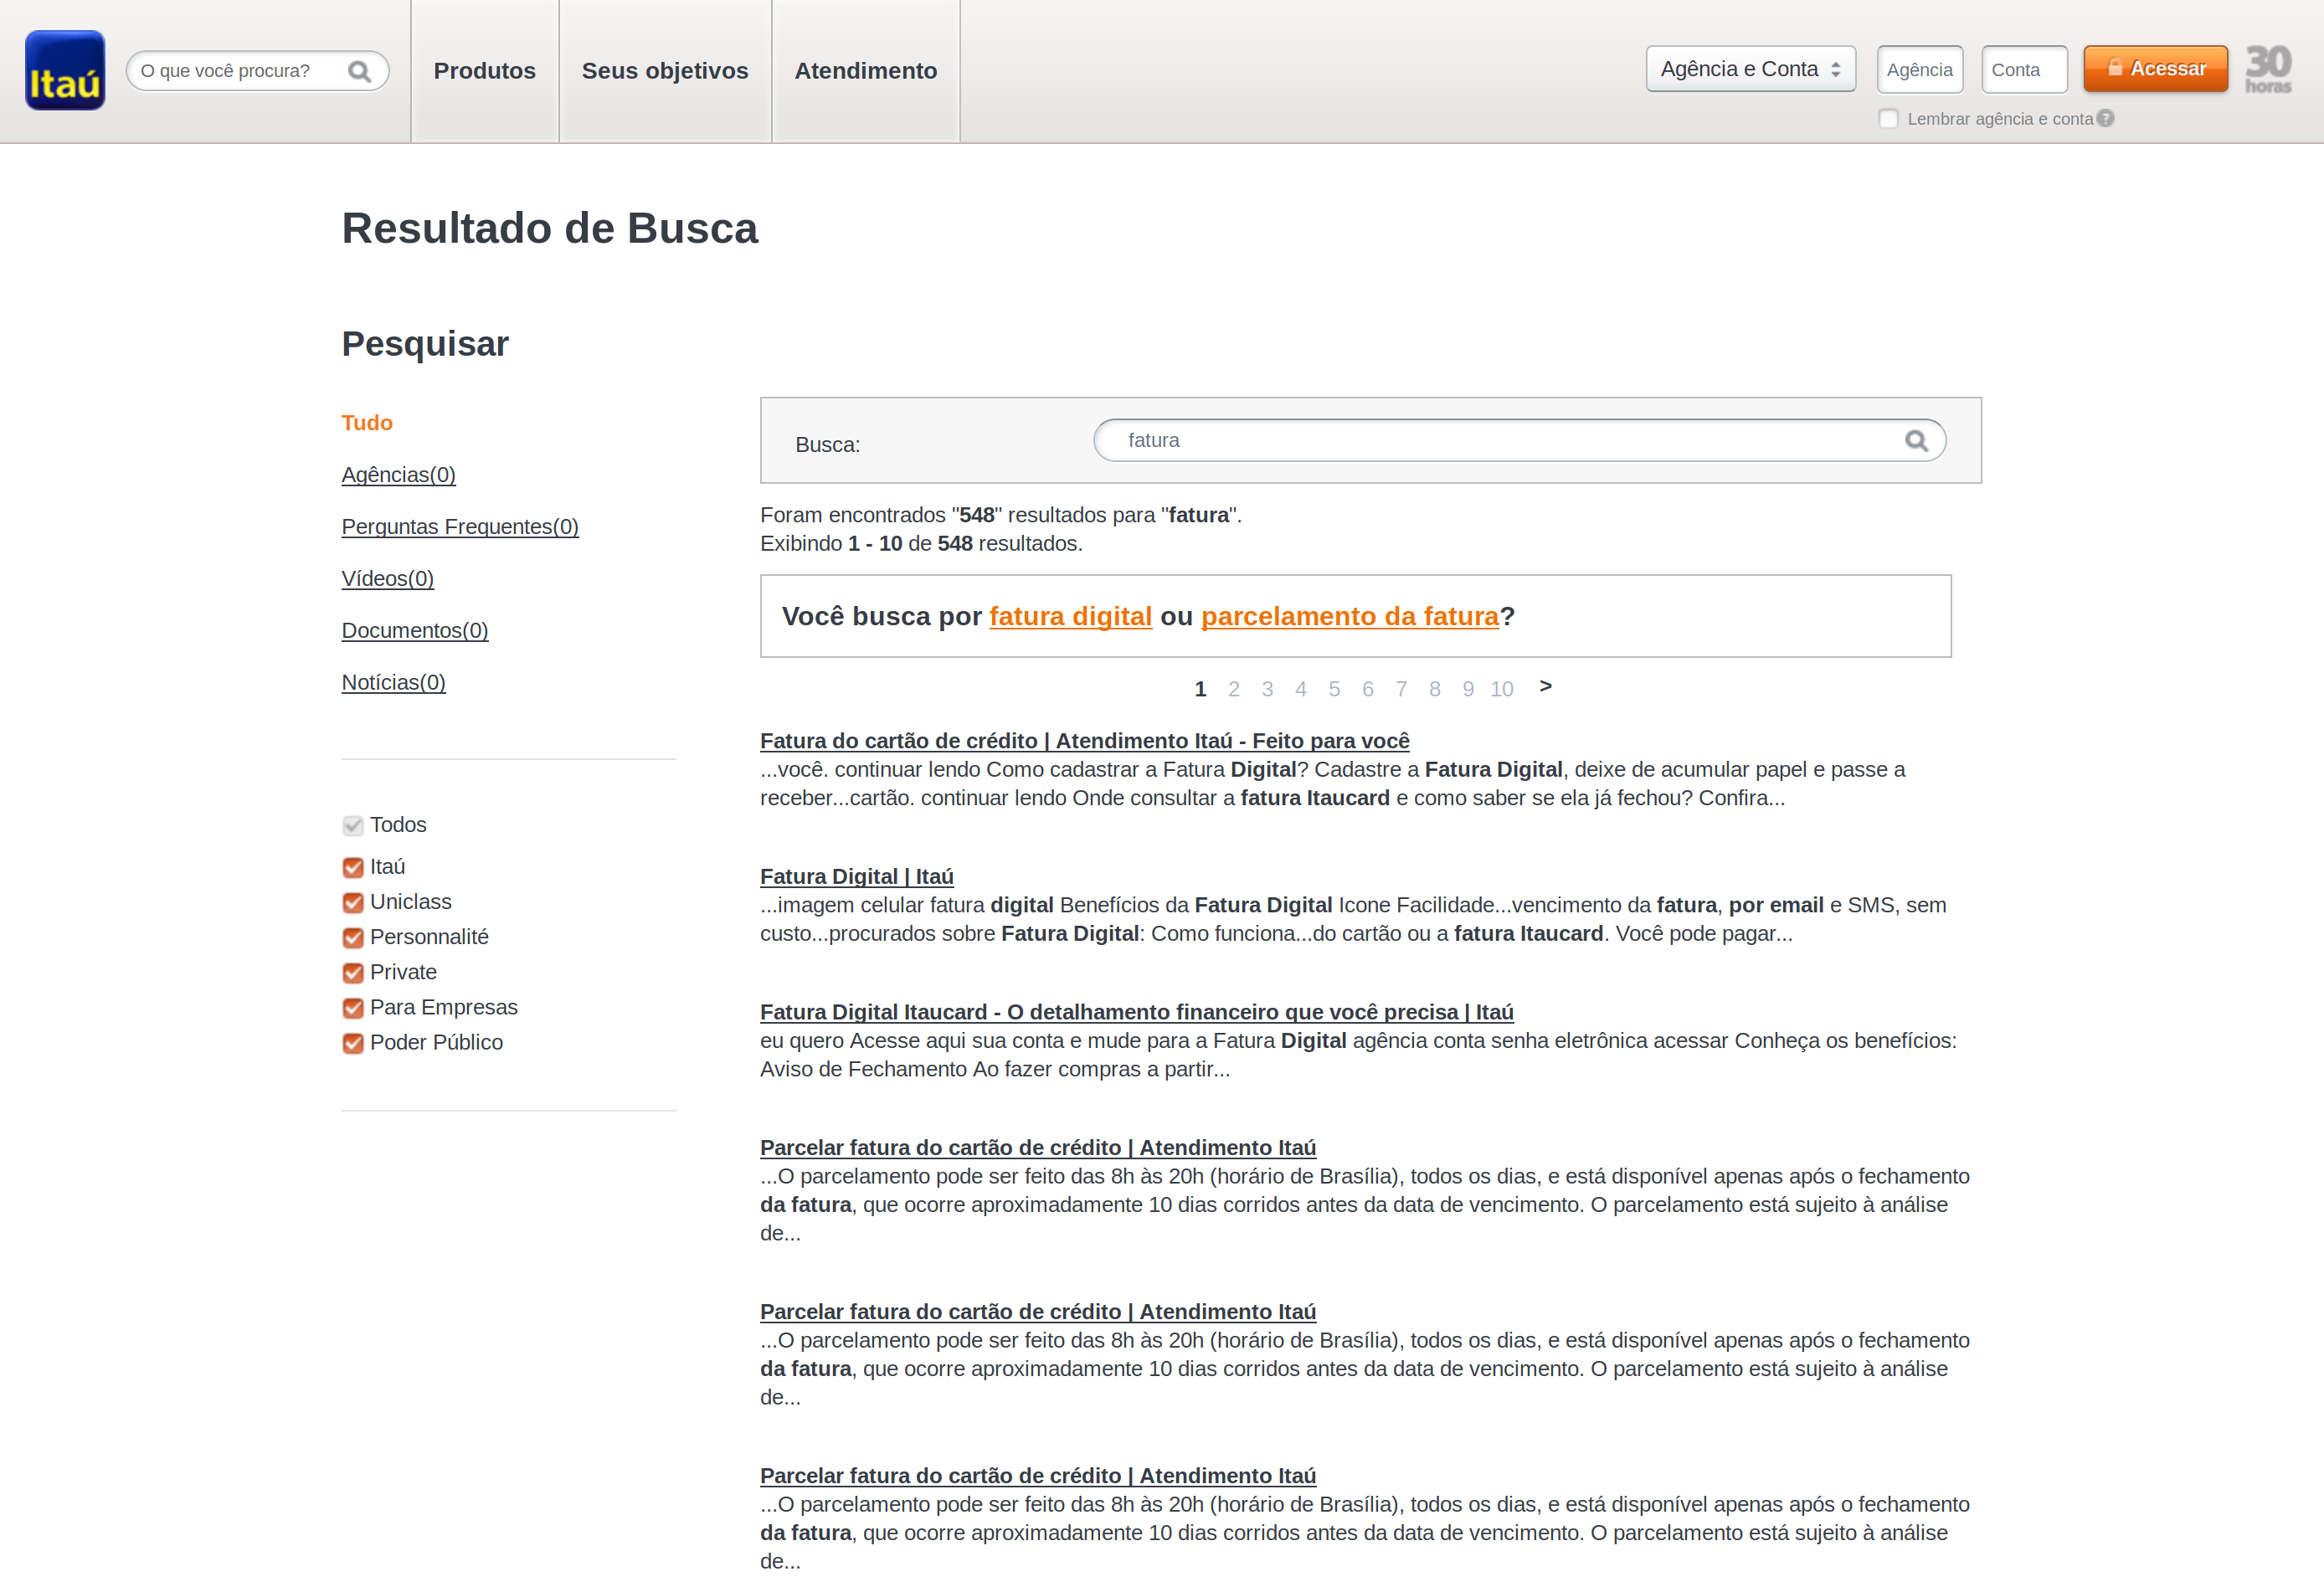 Itaú
O que você procura?
Produtos
Seus objetivos
Atendimento
Agência e Conta
Agência
Conta
Acessar
30
horas
Lembrar agência e conta ?
Resultado de Busca
Pesquisar
Tudo
Agências(0)
Perguntas Frequentes(0)
Vídeos(0)
Documentos(0)
Notícias(0)
Todos
Itaú
Uniclass
Personnalité
Private
Para Empresas
Poder Público
Busca:
fatura
Foram encontrados "548" resultados para "fatura".
Exibindo 1 - 10 de 548 resultados.
Você busca por fatura digital ou parcelamento da fatura?
1 2 3 4 5 6 7 8 9 10 >
Fatura do cartão de crédito | Atendimento Itaú - Feito para você
...você. continuar lendo Como cadastrar a Fatura Digital? Cadastre a Fatura Digital, deixe de acumular papel e passe a
receber...cartão. continuar lendo Onde consultar a fatura Itaucard e como saber se ela já fechou? Confira...
Fatura Digital | Itaú
...imagem celular fatura digital Benefícios da Fatura Digital Icone Facilidade...vencimento da fatura, por email e SMS, sem
custo...procurados sobre Fatura Digital: Como funciona...do cartão ou a fatura Itaucard. Você pode pagar...
Fatura Digital Itaucard - O detalhamento financeiro que você precisa | Itaú
eu quero Acesse aqui sua conta e mude para a Fatura Digital agência conta senha eletrônica acessar Conheça os benefícios:
Aviso de Fechamento Ao fazer compras a partir...
Parcelar fatura do cartão de crédito | Atendimento Itaú
...O parcelamento pode ser feito das 8h às 20h (horário de Brasília), todos os dias, e está disponível apenas após o fechamento
da fatura, que ocorre aproximadamente 10 dias corridos antes da data de vencimento. O parcelamento está sujeito à análise
de...
Parcelar fatura do cartão de crédito | Atendimento Itaú
...O parcelamento pode ser feito das 8h às 20h (horário de Brasília), todos os dias, e está disponível apenas após o fechamento
da fatura, que ocorre aproximadamente 10 dias corridos antes da data de vencimento. O parcelamento está sujeito à análise
de...
Parcelar fatura do cartão de crédito | Atendimento Itaú
...O parcelamento pode ser feito das 8h às 20h (horário de Brasília), todos os dias, e está disponível apenas após o fechamento
da fatura, que ocorre aproximadamente 10 dias corridos antes da data de vencimento. O parcelamento está sujeito à análise
de...